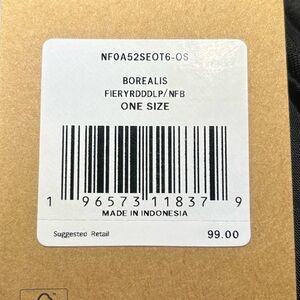 NF0A52SEOT6-OS
BOREALIS
FIERYRDDDLP/NFB
ONE SIZE
1 96573 11837 9
MADE IN INDONESIA
Suggested Retail 99.00